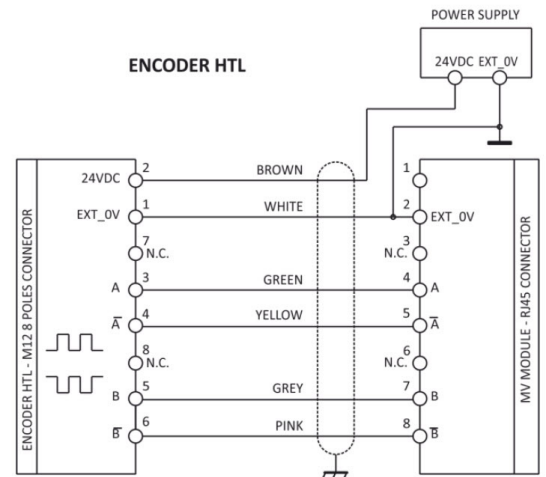 POWER SUPPLY
24VDC EXT_0V
ENCODER HTL
ENCODER HTL - M12 8 POLES CONNECTOR
MV MODULE - RJ45 CONNECTOR
24VDC 2 BROWN 1
EXT_0V 1 WHITE 2 EXT_0V
7 N.C. N.C. 3
A 3 GREEN 4 A
A̅ 4 YELLOW 5 A̅
8 N.C. N.C. 6
B 5 GREY 7 B
B̅ 6 PINK 8 B̅